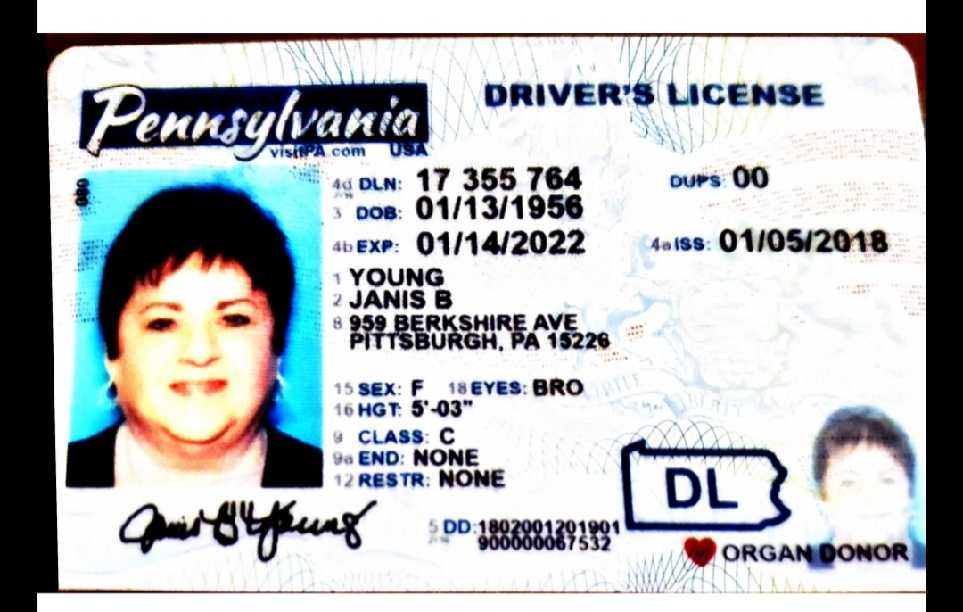 Pennsylvania
visitPA.com USA
DRIVER'S LICENSE
4d DLN: 17 355 764
DUPS: 00
3 DOB: 01/13/1956
4b EXP: 01/14/2022
4a ISS: 01/05/2018
1 YOUNG
2 JANIS B
8 959 BERKSHIRE AVE
PITTSBURGH, PA 15226
15 SEX: F 18 EYES: BRO
16 HGT: 5'-03"
9 CLASS: C
9a END: NONE
12 RESTR: NONE
DL
Janis B Young
5 DD: 1802001201901
900000067532
ORGAN DONOR